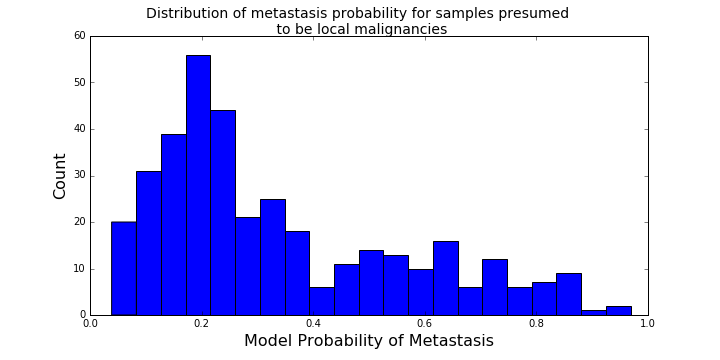 Distribution of metastasis probability for samples presumed
to be local malignancies
60
50
40
30
20
10
0
Count
0.0 0.2 0.4 0.6 0.8 1.0
Model Probability of Metastasis